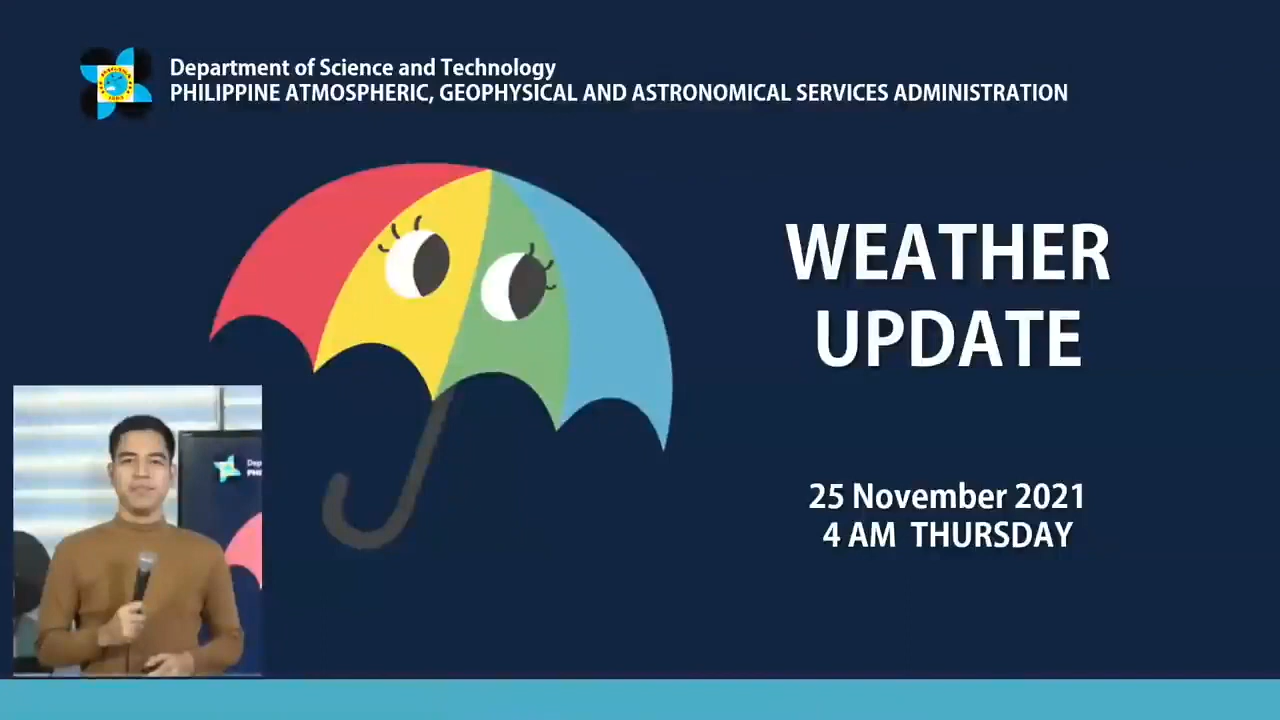 Department of Science and Technology
PHILIPPINE ATMOSPHERIC, GEOPHYSICAL AND ASTRONOMICAL SERVICES ADMINISTRATION
WEATHER
UPDATE
25 November 2021
4 AM THURSDAY